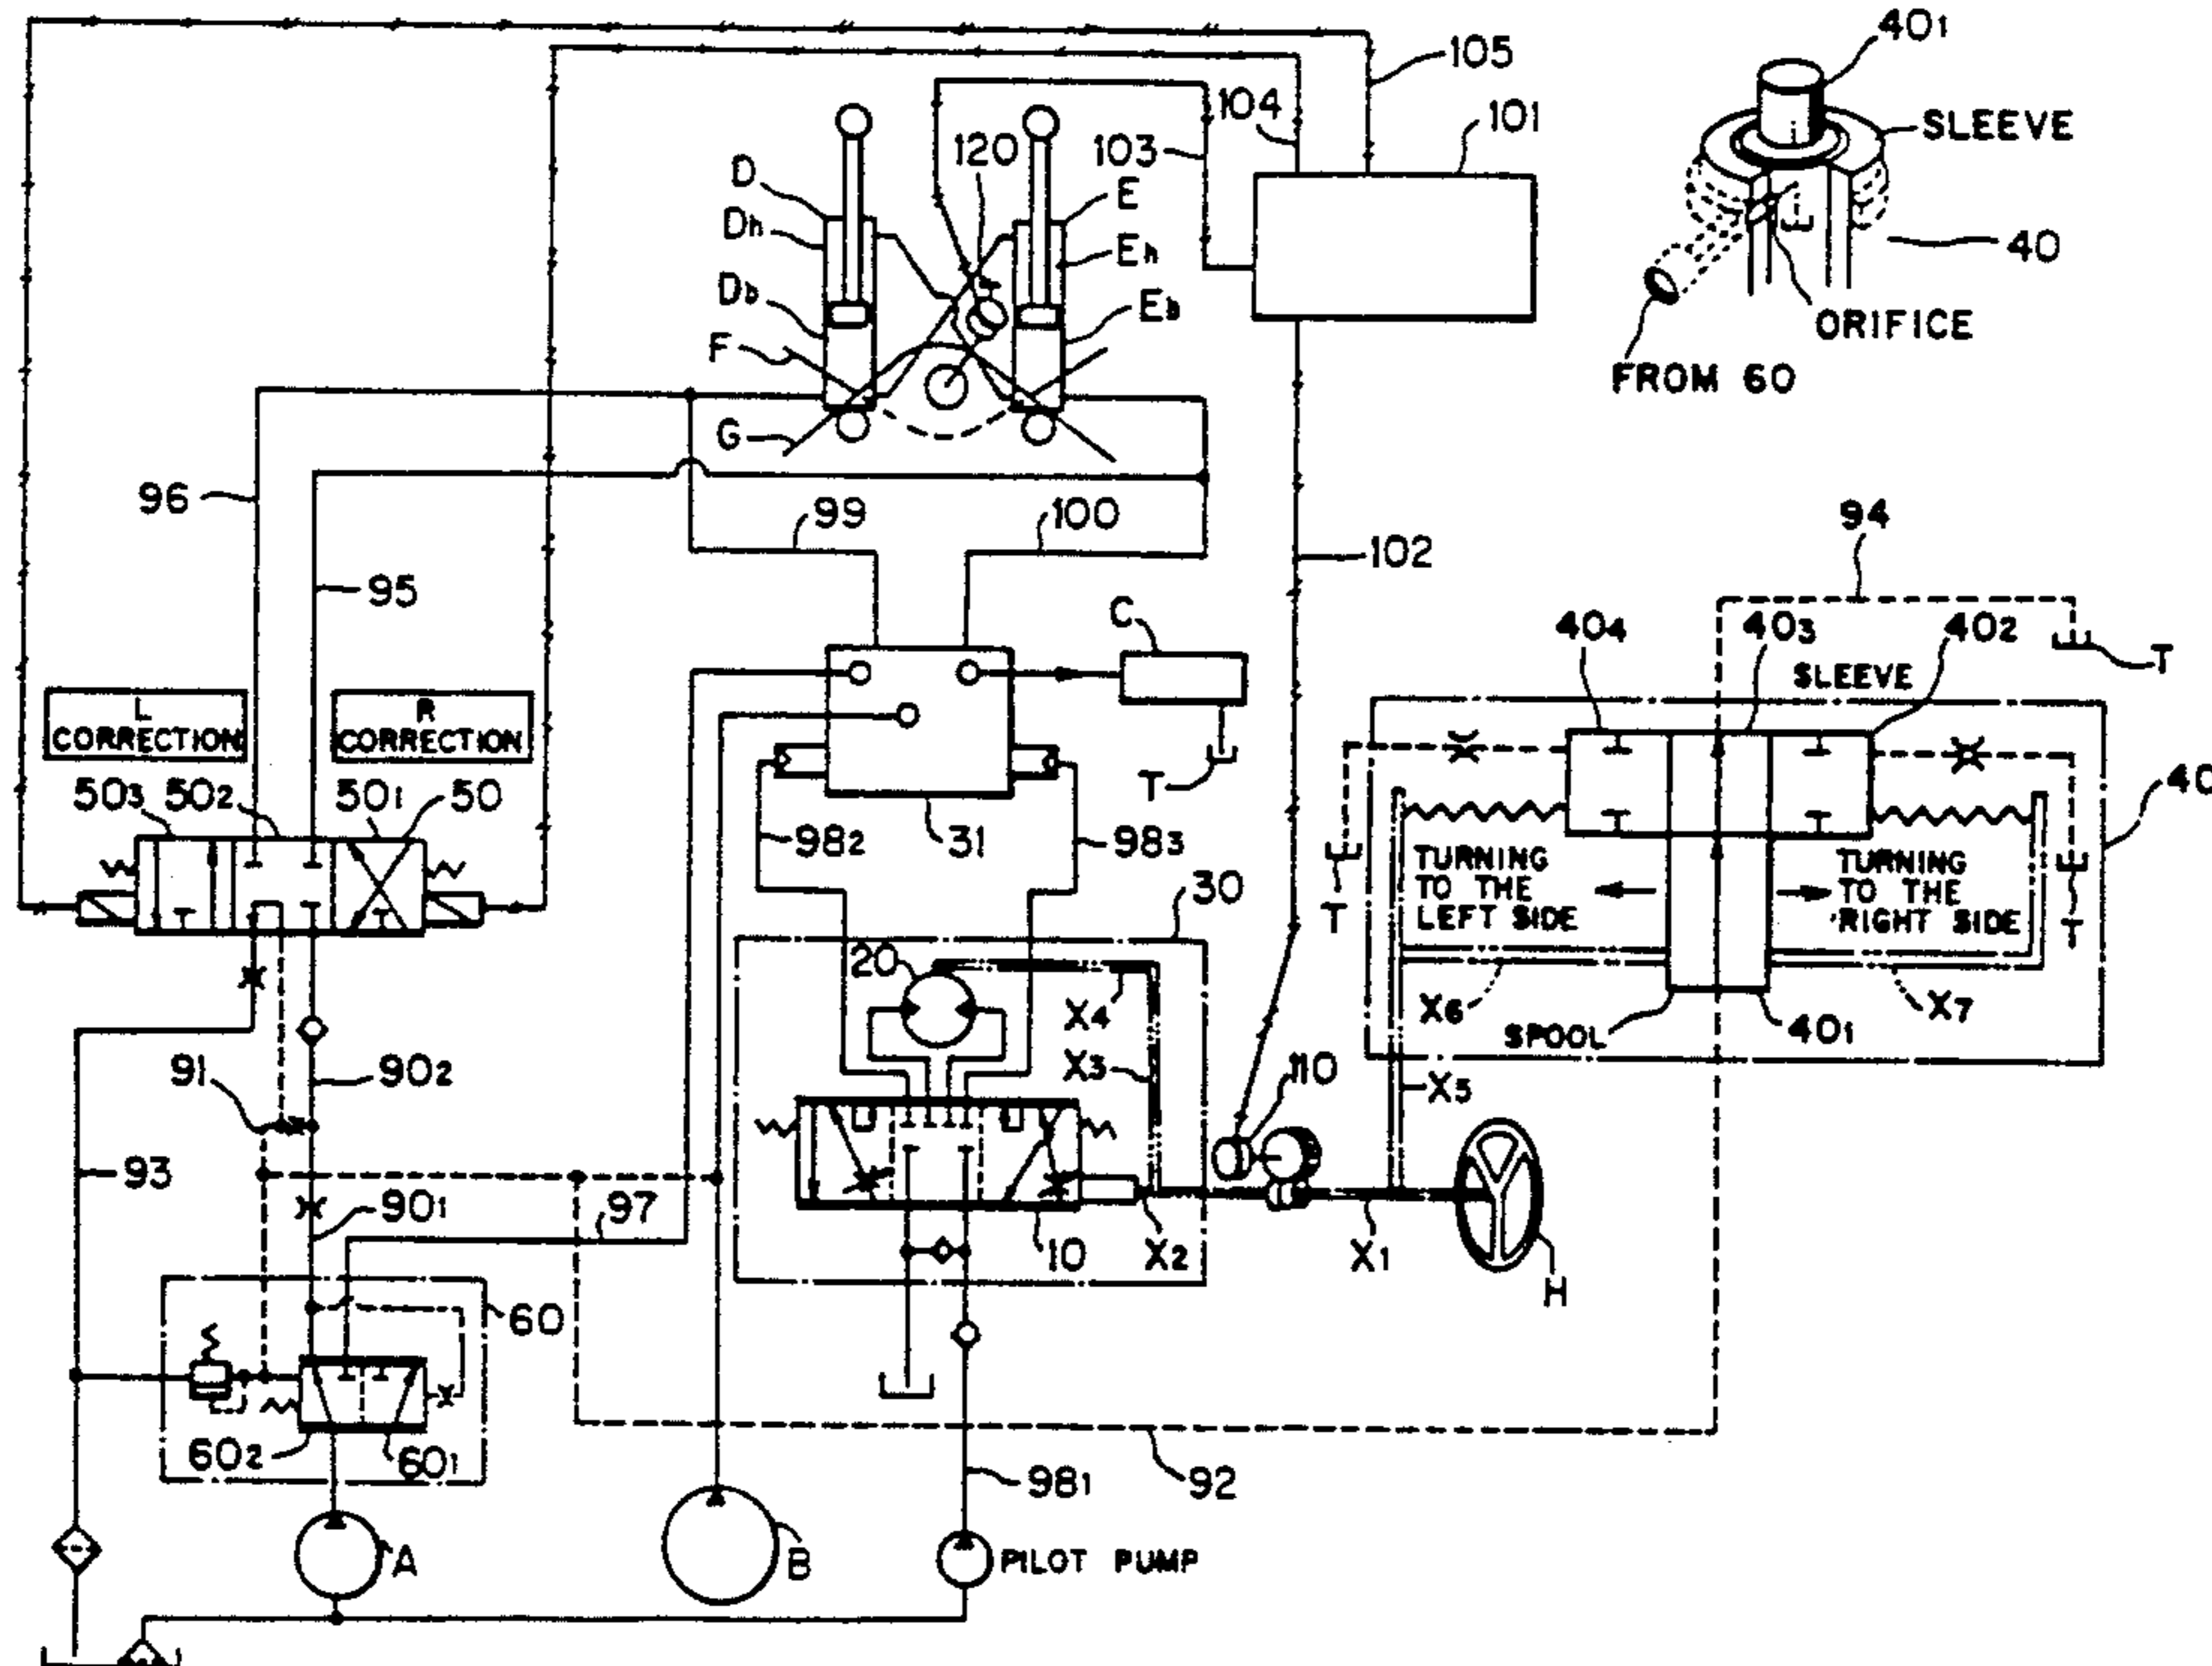 40₁
105
SLEEVE
104
101
120
103
D
E
Dh
Eh
40
Db
Eb
ORIFICE
F
FROM 60
G
96
99
100
94
102
95
C
40₄
40₃
40₂
T
SLEEVE
L
CORRECTION
R
CORRECTION
T
40
50₃
50₂
50₁
50
98₂
31
98₃
TURNING
TO THE
LEFT SIDE
TURNING
TO THE
RIGHT SIDE
30
T
T
20
X₄
X₆
X₇
SPOOL
40₁
91
90₂
X₃
110
X₅
93
90₁
97
10
X₂
X₁
H
60
60₂
60₁
98₁
92
A
B
PILOT PUMP